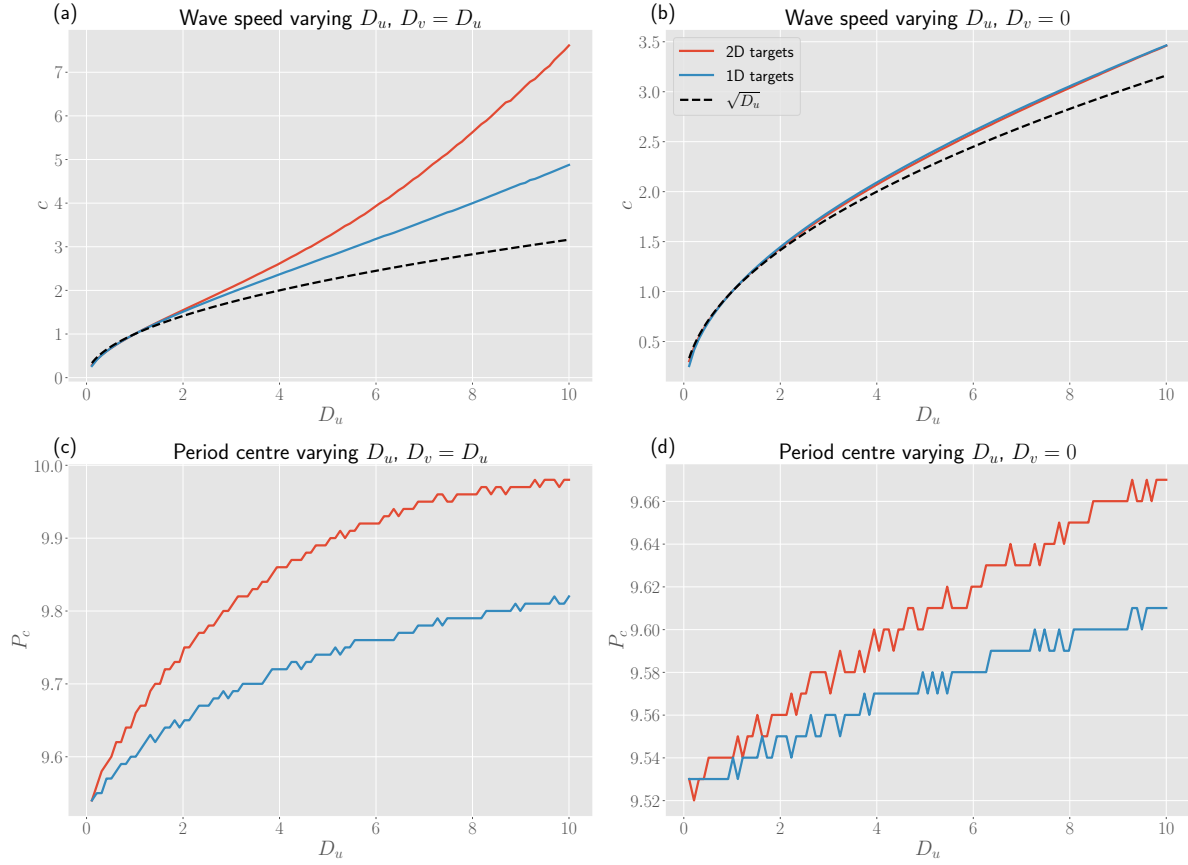 (a)
Wave speed varying D_u, D_v = D_u
7
6
5
4
3
2
1
0
c
0 2 4 6 8 10
D_u
(b)
Wave speed varying D_u, D_v = 0
2D targets
1D targets
√D_u
3.5
3.0
2.5
2.0
1.5
1.0
0.5
c
0 2 4 6 8 10
D_u
(c)
Period centre varying D_u, D_v = D_u
10.0
9.9
9.8
9.7
9.6
P_c
0 2 4 6 8 10
D_u
(d)
Period centre varying D_u, D_v = 0
9.66
9.64
9.62
9.60
9.58
9.56
9.54
9.52
P_c
0 2 4 6 8 10
D_u